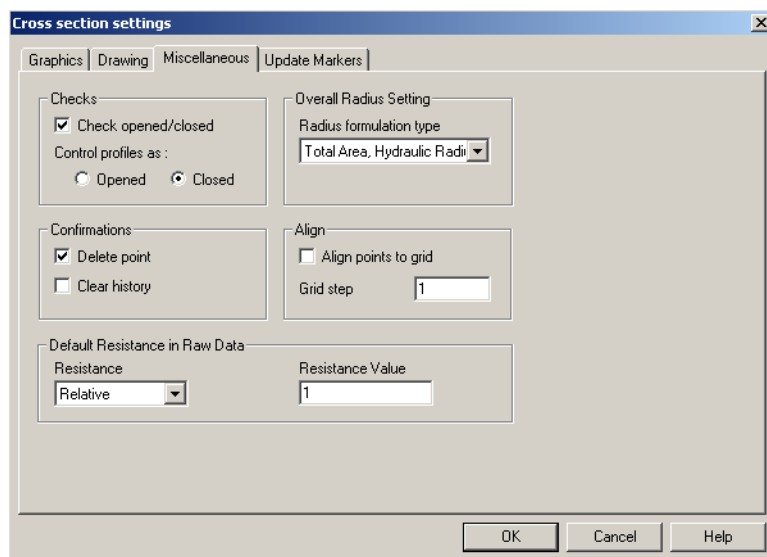 Cross section settings
Graphics Drawing Miscellaneous Update Markers
Checks
Check opened/closed
Control profiles as :
Opened Closed
Overall Radius Setting
Radius formulation type
Total Area, Hydraulic Radi
Confirmations
Delete point
Clear history
Align
Align points to grid
Grid step 1
Default Resistance in Raw Data
Resistance
Relative
Resistance Value
1
OK Cancel Help